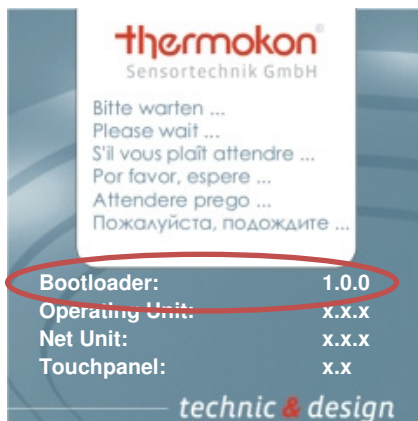 thermokon®
Sensortechnik GmbH
Bitte warten ...
Please wait ...
S'il vous plaît attendre ...
Por favor, espere ...
Attendere prego ...
Пожалуйста, подождите ...
Bootloader: 1.0.0
Operating Unit: x.x.x
Net Unit: x.x.x
Touchpanel: x.x
technic & design